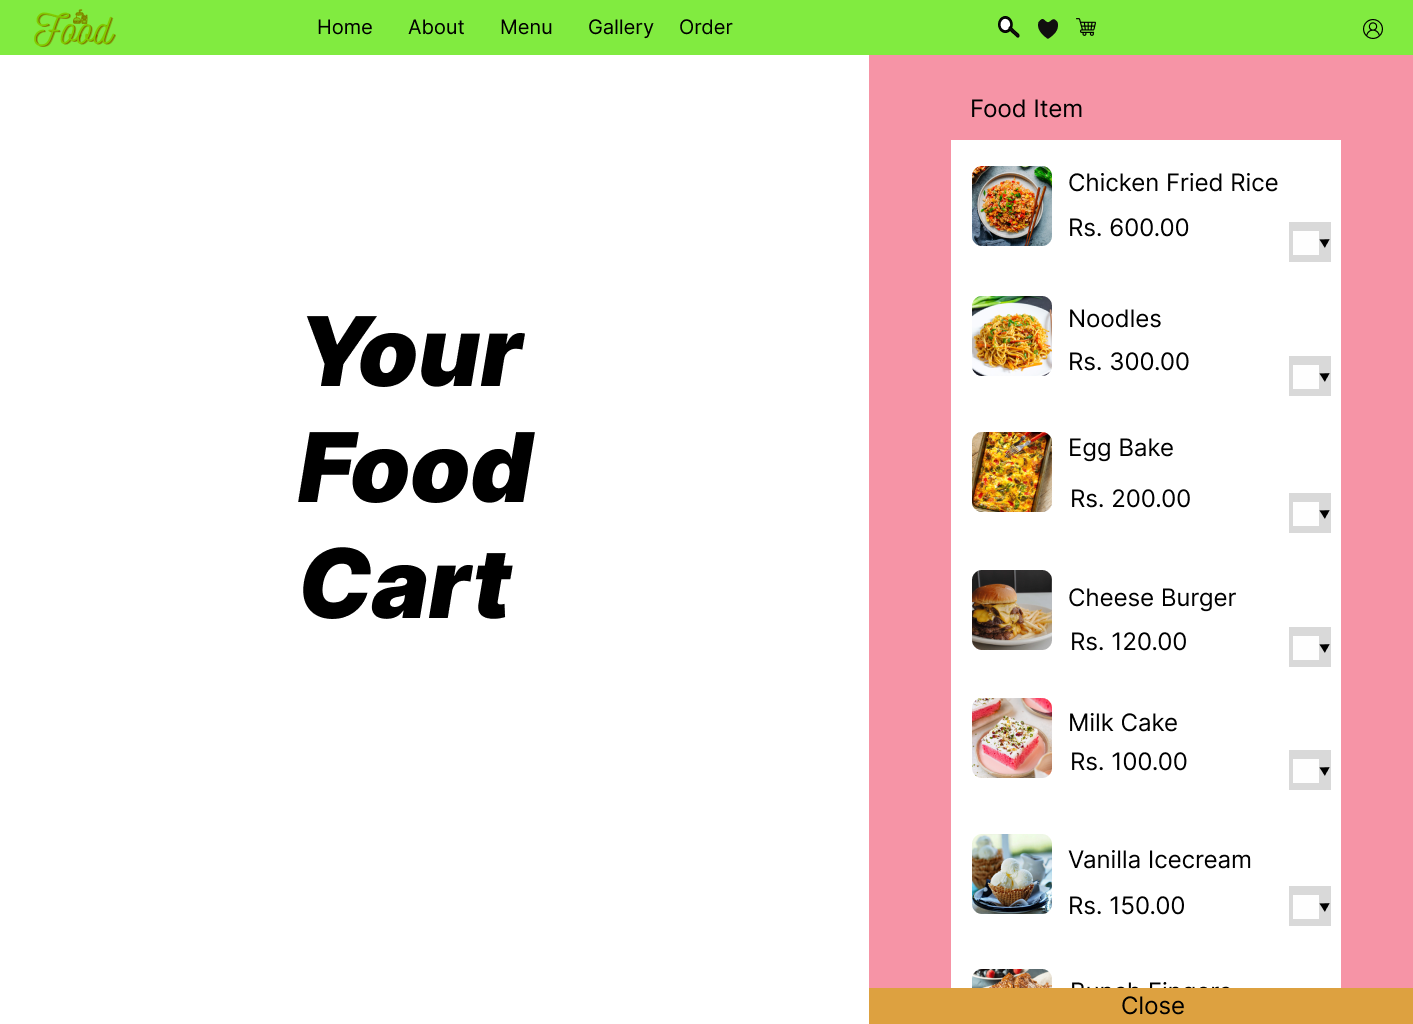 Food
Home About Menu Gallery Order
Your
Food
Cart
Food Item
Chicken Fried Rice
Rs. 600.00
Noodles
Rs. 300.00
Egg Bake
Rs. 200.00
Cheese Burger
Rs. 120.00
Milk Cake
Rs. 100.00
Vanilla Icecream
Rs. 150.00
Close